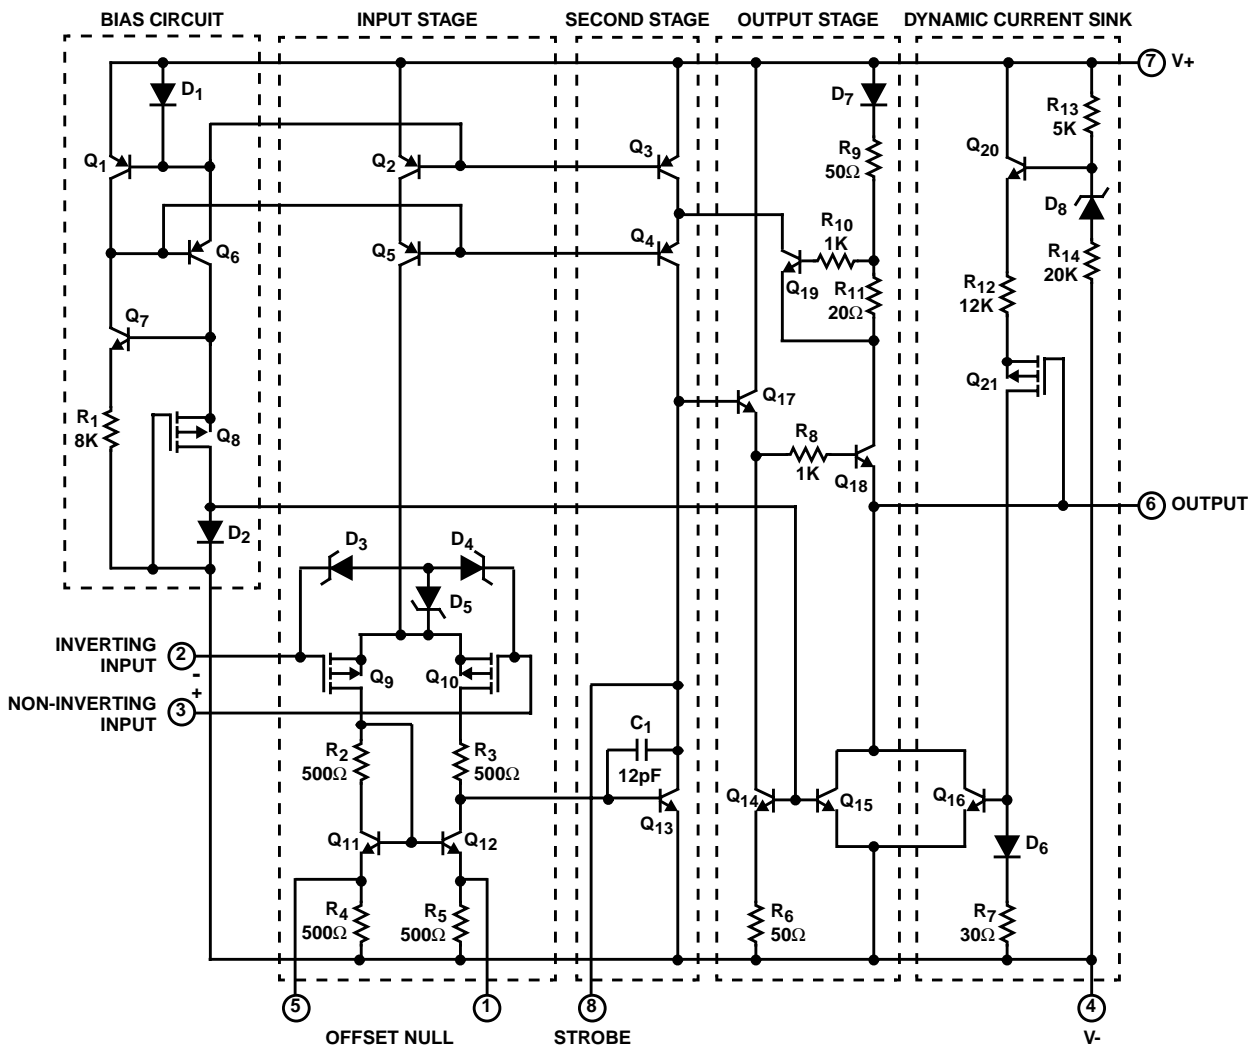 BIAS CIRCUIT
INPUT STAGE
SECOND STAGE
OUTPUT STAGE
DYNAMIC CURRENT SINK
7 V+
D1
D7
R13
5K
Q1
Q2
Q3
R9
50Ω
Q20
D8
Q6
Q5
Q4
R10
1K
Q19
R11
20Ω
R12
12K
R14
20K
Q7
Q21
Q17
R1
8K
Q8
R8
1K
Q18
6 OUTPUT
D2
D3
D4
D5
INVERTING
INPUT
2
-
+
NON-INVERTING
INPUT
3
Q9
Q10
R2
500Ω
R3
500Ω
C1
12pF
Q13
Q14
Q15
Q16
Q11
Q12
D6
R4
500Ω
R5
500Ω
R6
50Ω
R7
30Ω
5
1
8
4
OFFSET NULL
STROBE
V-